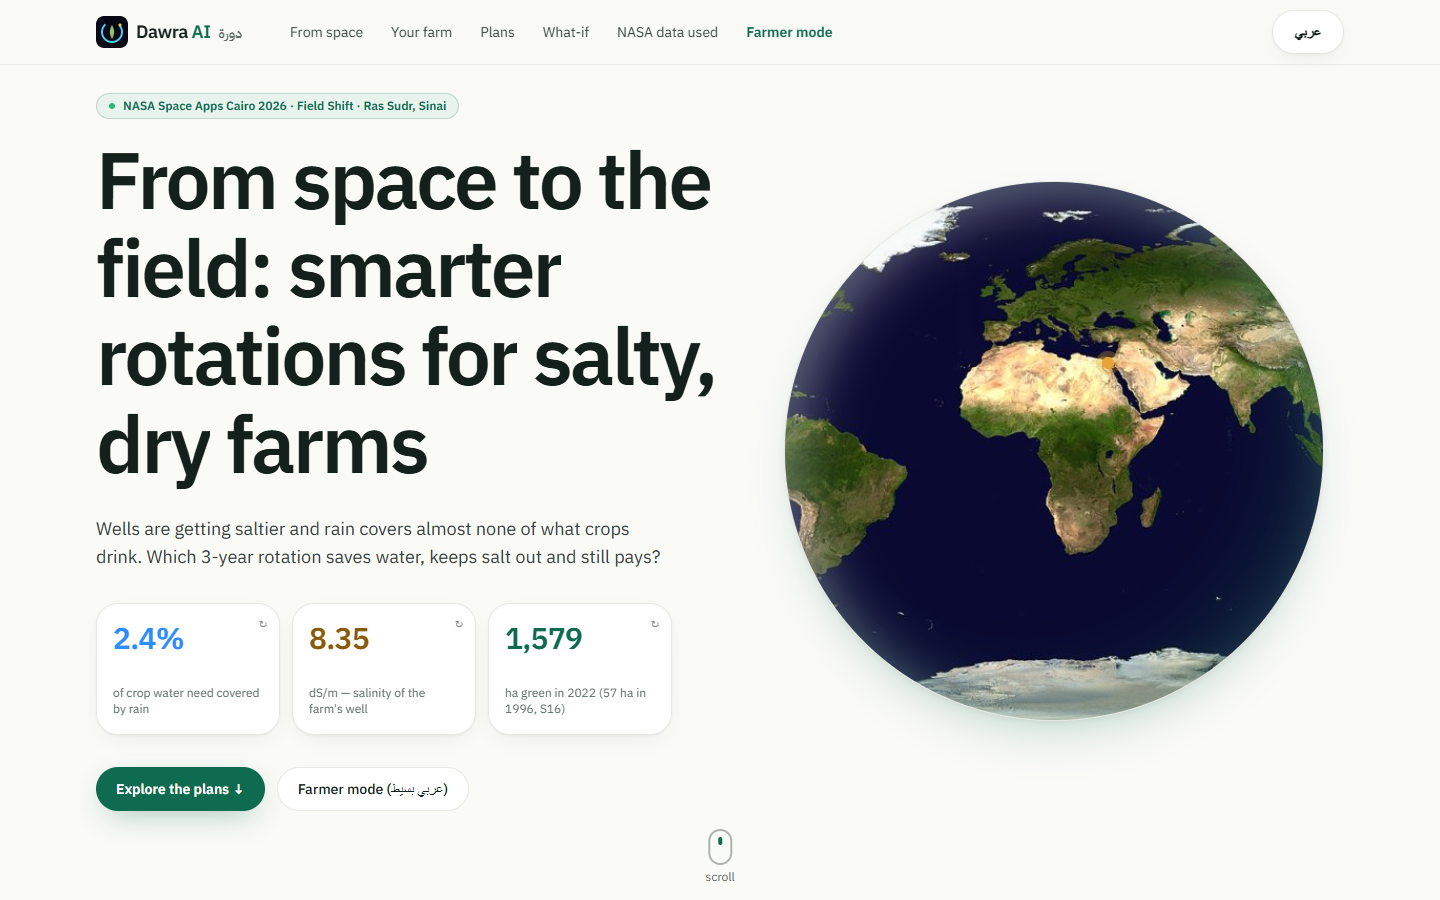 Dawra AI دورة
From space
Your farm
Plans
What-if
NASA data used
Farmer mode
عربي
NASA Space Apps Cairo 2026 · Field Shift · Ras Sudr, Sinai
From space to the
field: smarter
rotations for salty,
dry farms
Wells are getting saltier and rain covers almost none of what crops
drink. Which 3-year rotation saves water, keeps salt out and still pays?
2.4%
of crop water need covered
by rain
8.35
dS/m — salinity of the
farm's well
1,579
ha green in 2022 (57 ha in
1996, S16)
Explore the plans ↓
Farmer mode (عربي بسيط)
scroll